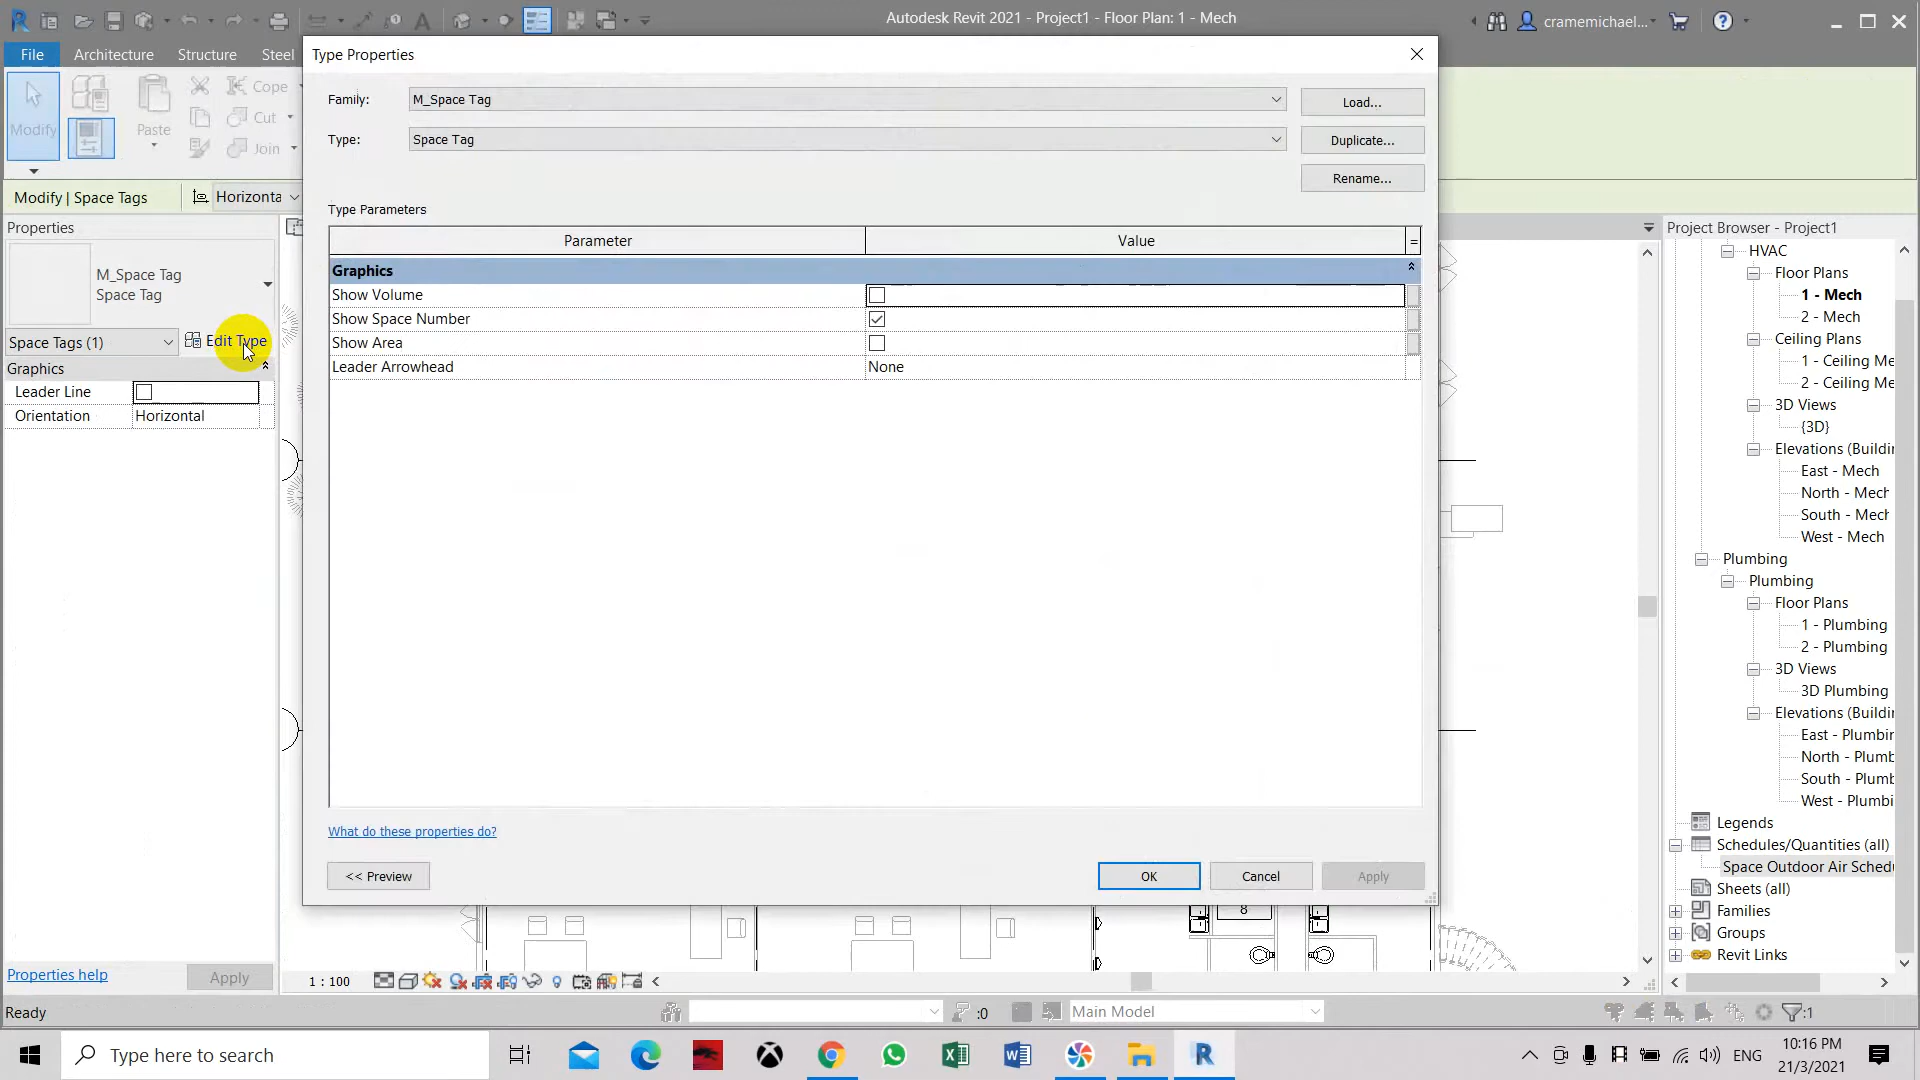 Autodesk Revit 2021 - Project1 - Floor Plan: 1 - Mech
cramemichael...
File
Architecture
Structure
Steel
Modify
Paste
Cope
Cut
Join
Modify | Space Tags
Horizonta
Properties
M_Space Tag
Space Tag
Space Tags (1)
Edit Type
Graphics
Leader Line
Orientation
Horizontal
Properties help
Apply
Type Properties
Family:
M_Space Tag
Load...
Type:
Space Tag
Duplicate...
Rename...
Type Parameters
Parameter
Value
=
Graphics
Show Volume
Show Space Number
Show Area
Leader Arrowhead
None
What do these properties do?
<< Preview
OK
Cancel
Apply
8
Project Browser - Project1
HVAC
Floor Plans
1 - Mech
2 - Mech
Ceiling Plans
1 - Ceiling Me
2 - Ceiling Me
3D Views
{3D}
Elevations (Buildi
East - Mech
North - Mech
South - Mech
West - Mech
Plumbing
Plumbing
Floor Plans
1 - Plumbing
2 - Plumbing
3D Views
3D Plumbing
Elevations (Buildi
East - Plumbi
North - Plumb
South - Plumb
West - Plumbi
Legends
Schedules/Quantities (all)
Space Outdoor Air Sched
Sheets (all)
Families
Groups
Revit Links
1 : 100
Ready
:0
Main Model
:1
Type here to search
ENG
10:16 PM
21/3/2021